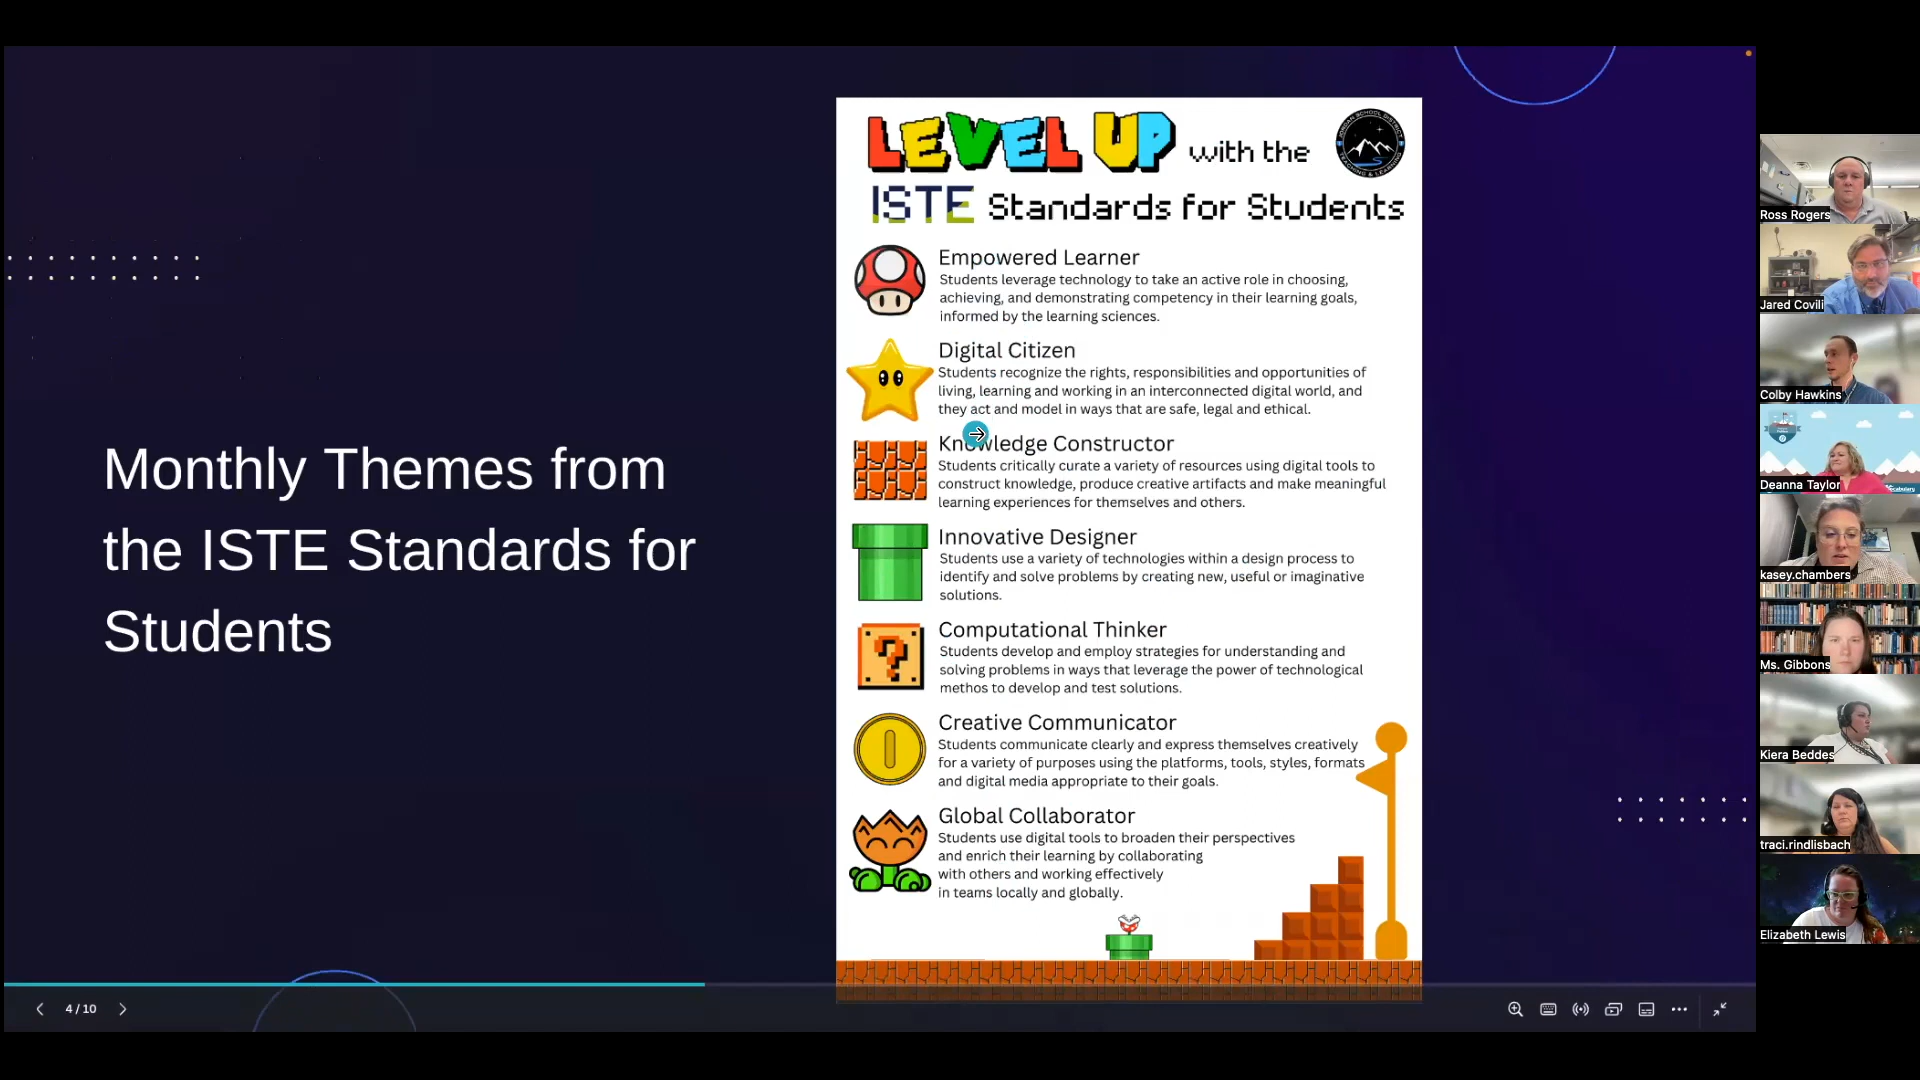 Monthly Themes from
the ISTE Standards for
Students
LEVEL UP with the
JORDAN SCHOOL DISTRICT
TEACHING & LEARNING
ISTE Standards for Students
Empowered Learner
Students leverage technology to take an active role in choosing,
achieving, and demonstrating competency in their learning goals,
informed by the learning sciences.
Digital Citizen
Students recognize the rights, responsibilities and opportunities of
living, learning and working in an interconnected digital world, and
they act and model in ways that are safe, legal and ethical.
Knowledge Constructor
Students critically curate a variety of resources using digital tools to
construct knowledge, produce creative artifacts and make meaningful
learning experiences for themselves and others.
Innovative Designer
Students use a variety of technologies within a design process to
identify and solve problems by creating new, useful or imaginative
solutions.
?
Computational Thinker
Students develop and employ strategies for understanding and
solving problems in ways that leverage the power of technological
methos to develop and test solutions.
Creative Communicator
Students communicate clearly and express themselves creatively
for a variety of purposes using the platforms, tools, styles, formats
and digital media appropriate to their goals.
Global Collaborator
Students use digital tools to broaden their perspectives
and enrich their learning by collaborating
with others and working effectively
in teams locally and globally.
4 / 10
Ross Rogers
Jared Covili
Colby Hawkins
Deanna Taylor
kasey.chambers
Ms. Gibbons
Kiera Beddes
traci.rindlisbach
Elizabeth Lewis